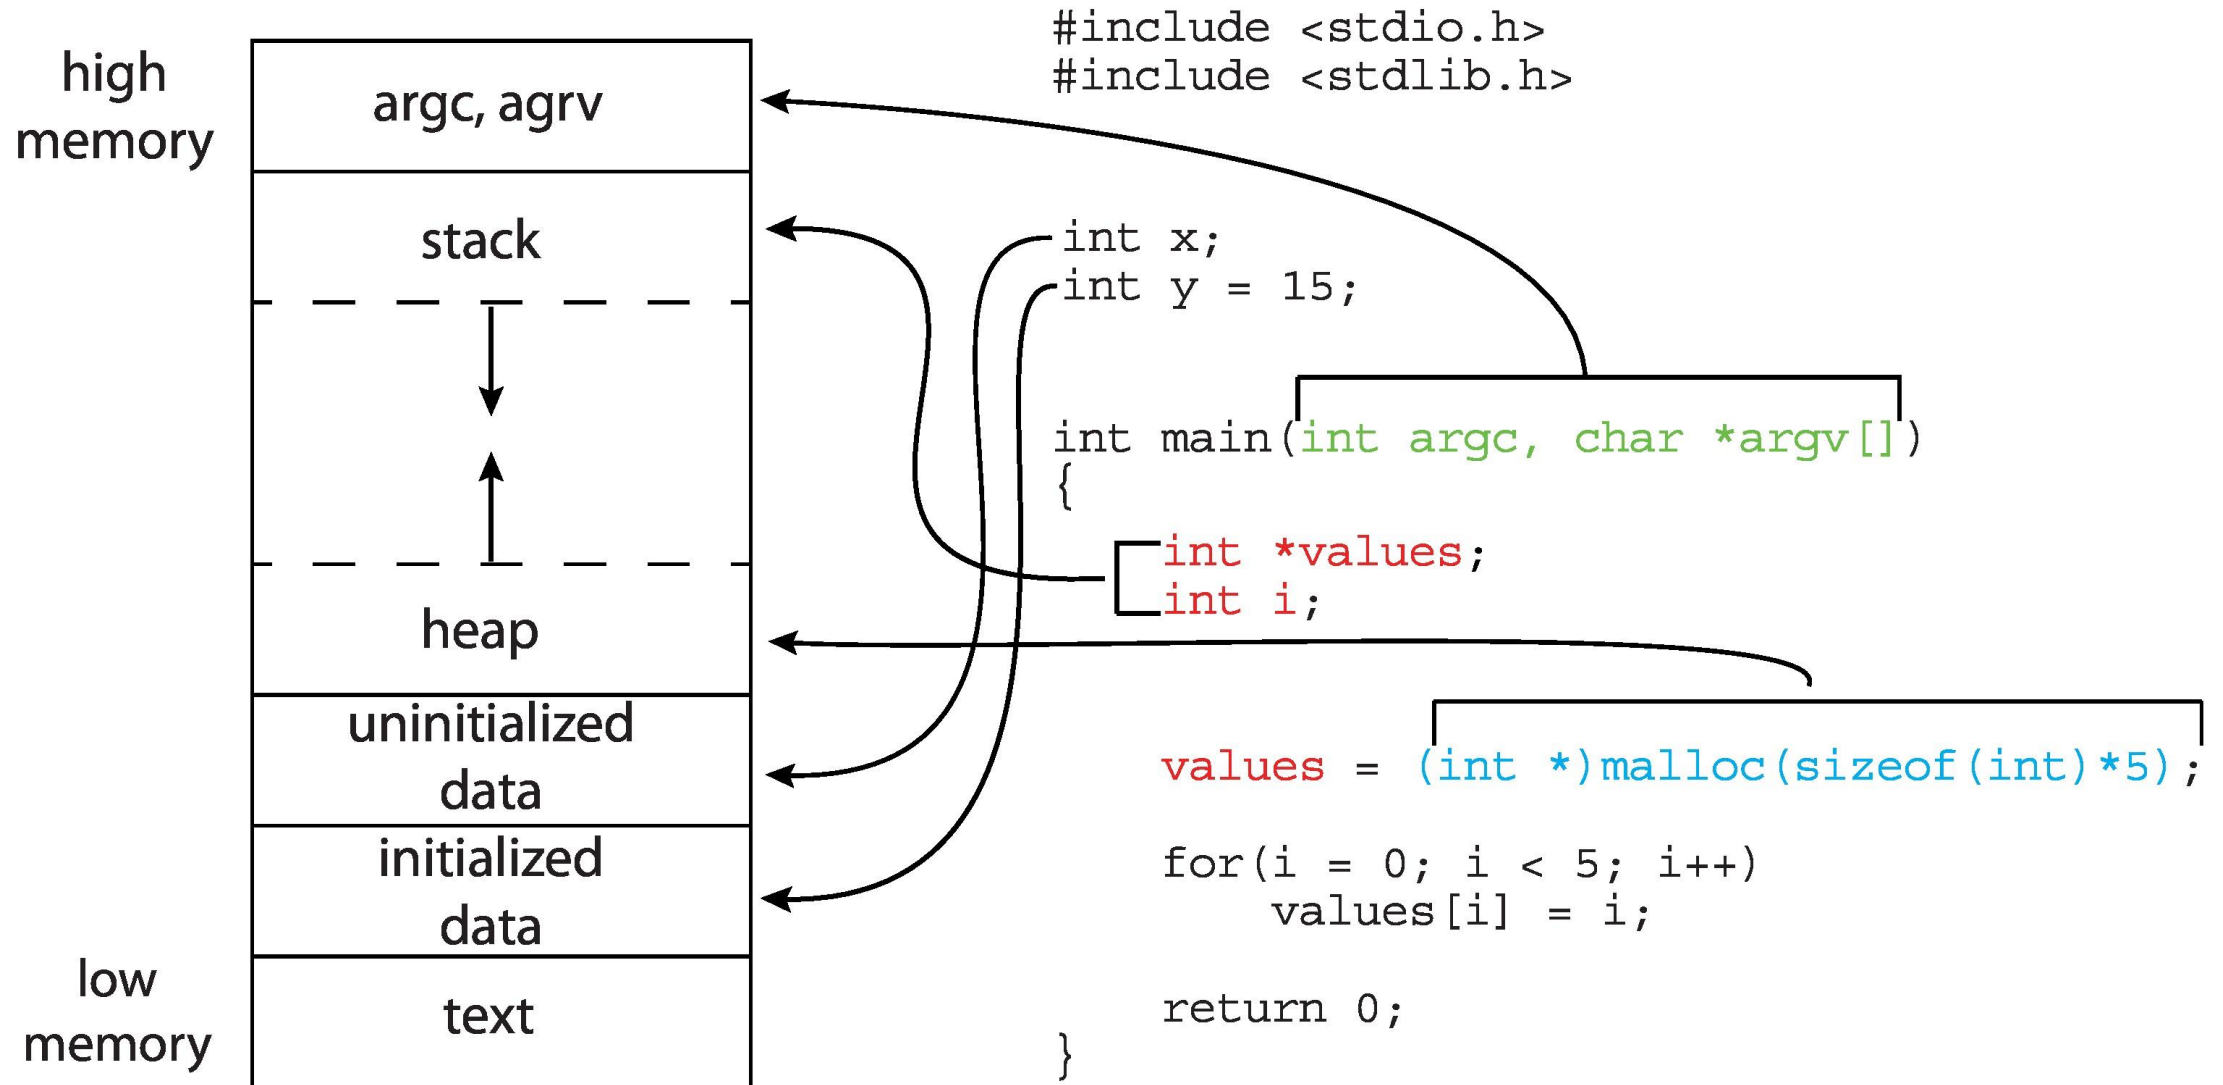 high
memory
argc, agrv
stack
heap
uninitialized
data
initialized
data
low
memory
text
#include <stdio.h>
#include <stdlib.h>
int x;
int y = 15;
int main(int argc, char *argv[])
{
int *values;
int i;
values = (int *)malloc(sizeof(int)*5);
for(i = 0; i < 5; i++)
values[i] = i;
return 0;
}